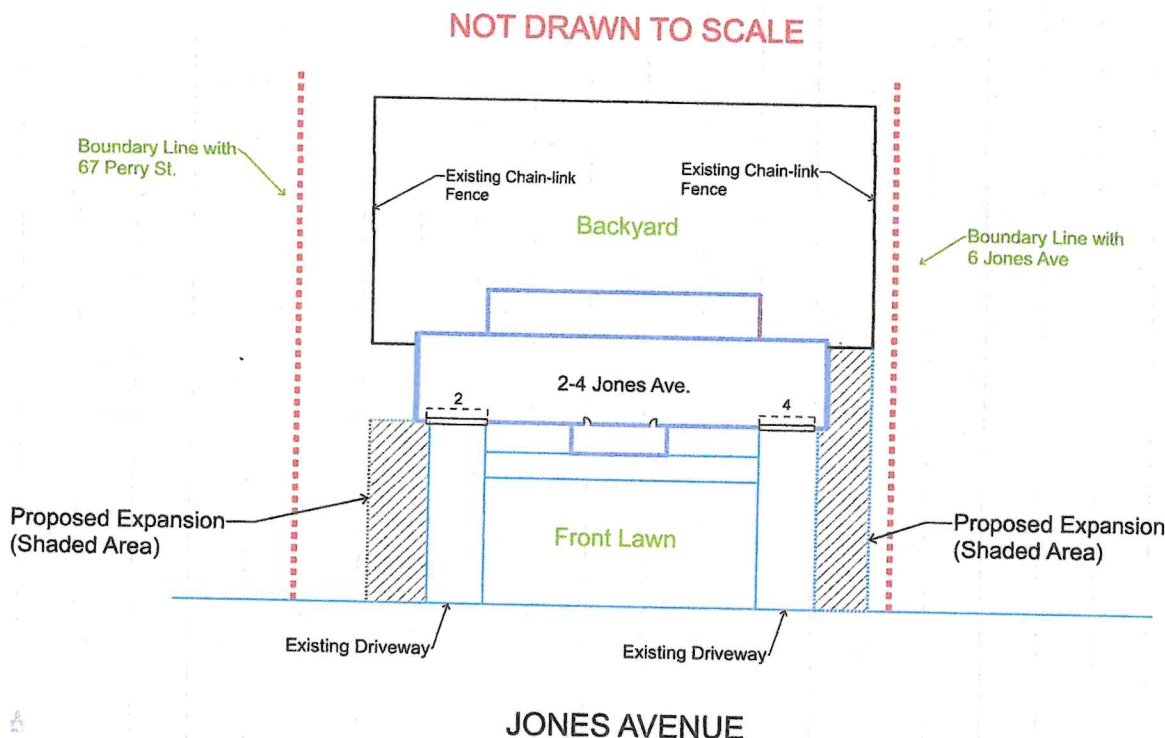 NOT DRAWN TO SCALE
Boundary Line with
67 Perry St.
Existing Chain-link
Fence
Existing Chain-link
Fence
Backyard
Boundary Line with
6 Jones Ave
2-4 Jones Ave.
2
4
Proposed Expansion
(Shaded Area)
Front Lawn
Proposed Expansion
(Shaded Area)
Existing Driveway
Existing Driveway
JONES AVENUE